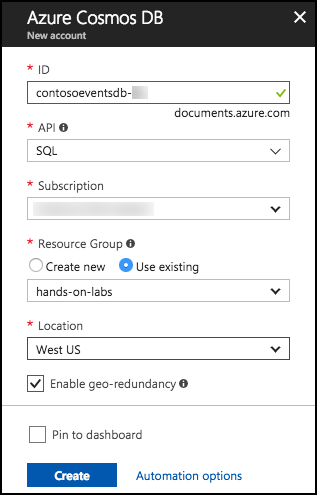 Azure Cosmos DB
New account
* ID
contosoeventsdb-
documents.azure.com
* API
SQL
* Subscription
* Resource Group
Create new Use existing
hands-on-labs
* Location
West US
Enable geo-redundancy
Pin to dashboard
Create Automation options